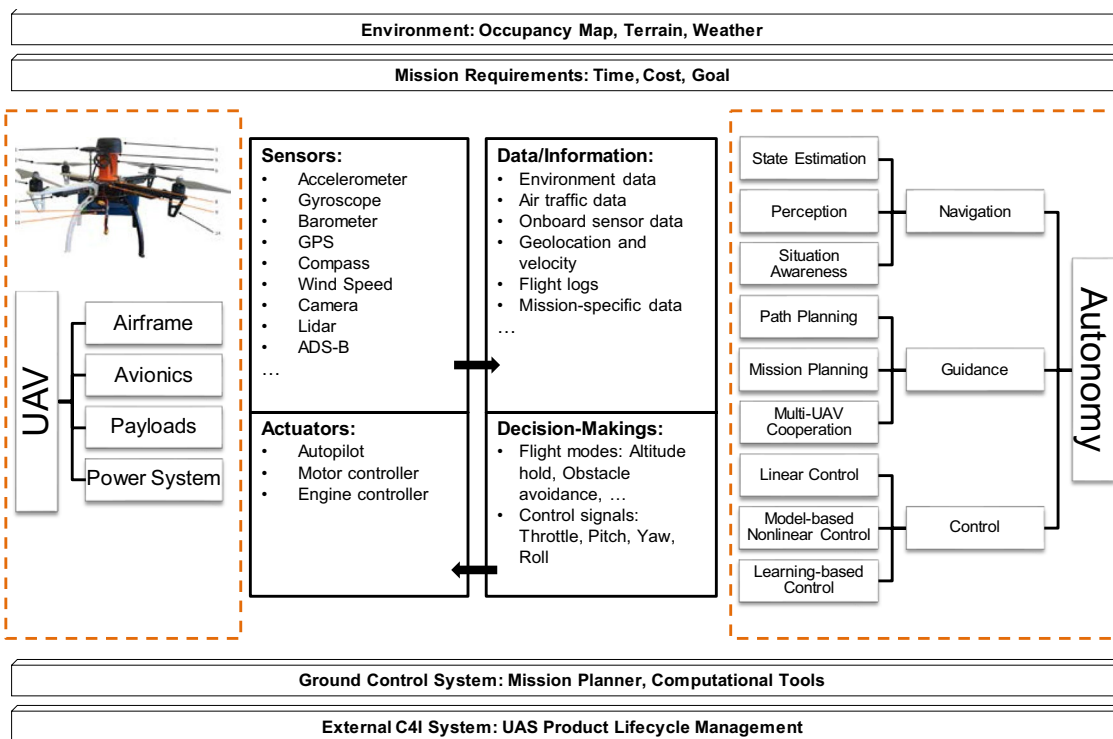 Environment: Occupancy Map, Terrain, Weather
Mission Requirements: Time, Cost, Goal
UAV
Airframe
Avionics
Payloads
Power System
Sensors:
• Accelerometer
• Gyroscope
• Barometer
• GPS
• Compass
• Wind Speed
• Camera
• Lidar
• ADS-B
…
Actuators:
• Autopilot
• Motor controller
• Engine controller
Data/Information:
• Environment data
• Air traffic data
• Onboard sensor data
• Geolocation and
velocity
• Flight logs
• Mission-specific data
…
Decision-Makings:
• Flight modes: Altitude
hold, Obstacle
avoidance, …
• Control signals:
Throttle, Pitch, Yaw,
Roll
State Estimation
Perception
Situation
Awareness
Navigation
Path Planning
Mission Planning
Multi-UAV
Cooperation
Guidance
Linear Control
Model-based
Nonlinear Control
Learning-based
Control
Control
Autonomy
Ground Control System: Mission Planner, Computational Tools
External C4I System: UAS Product Lifecycle Management